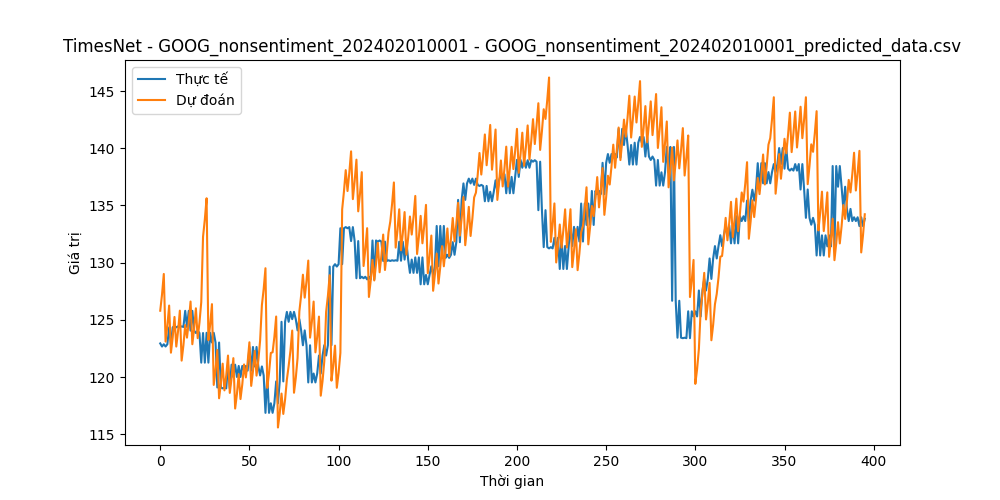 TimesNet - GOOG_nonsentiment_202402010001 - GOOG_nonsentiment_202402010001_predicted_data.csv
Thực tế
Dự đoán
Giá trị
145
140
135
130
125
120
115
0 50 100 150 200 250 300 350 400
Thời gian